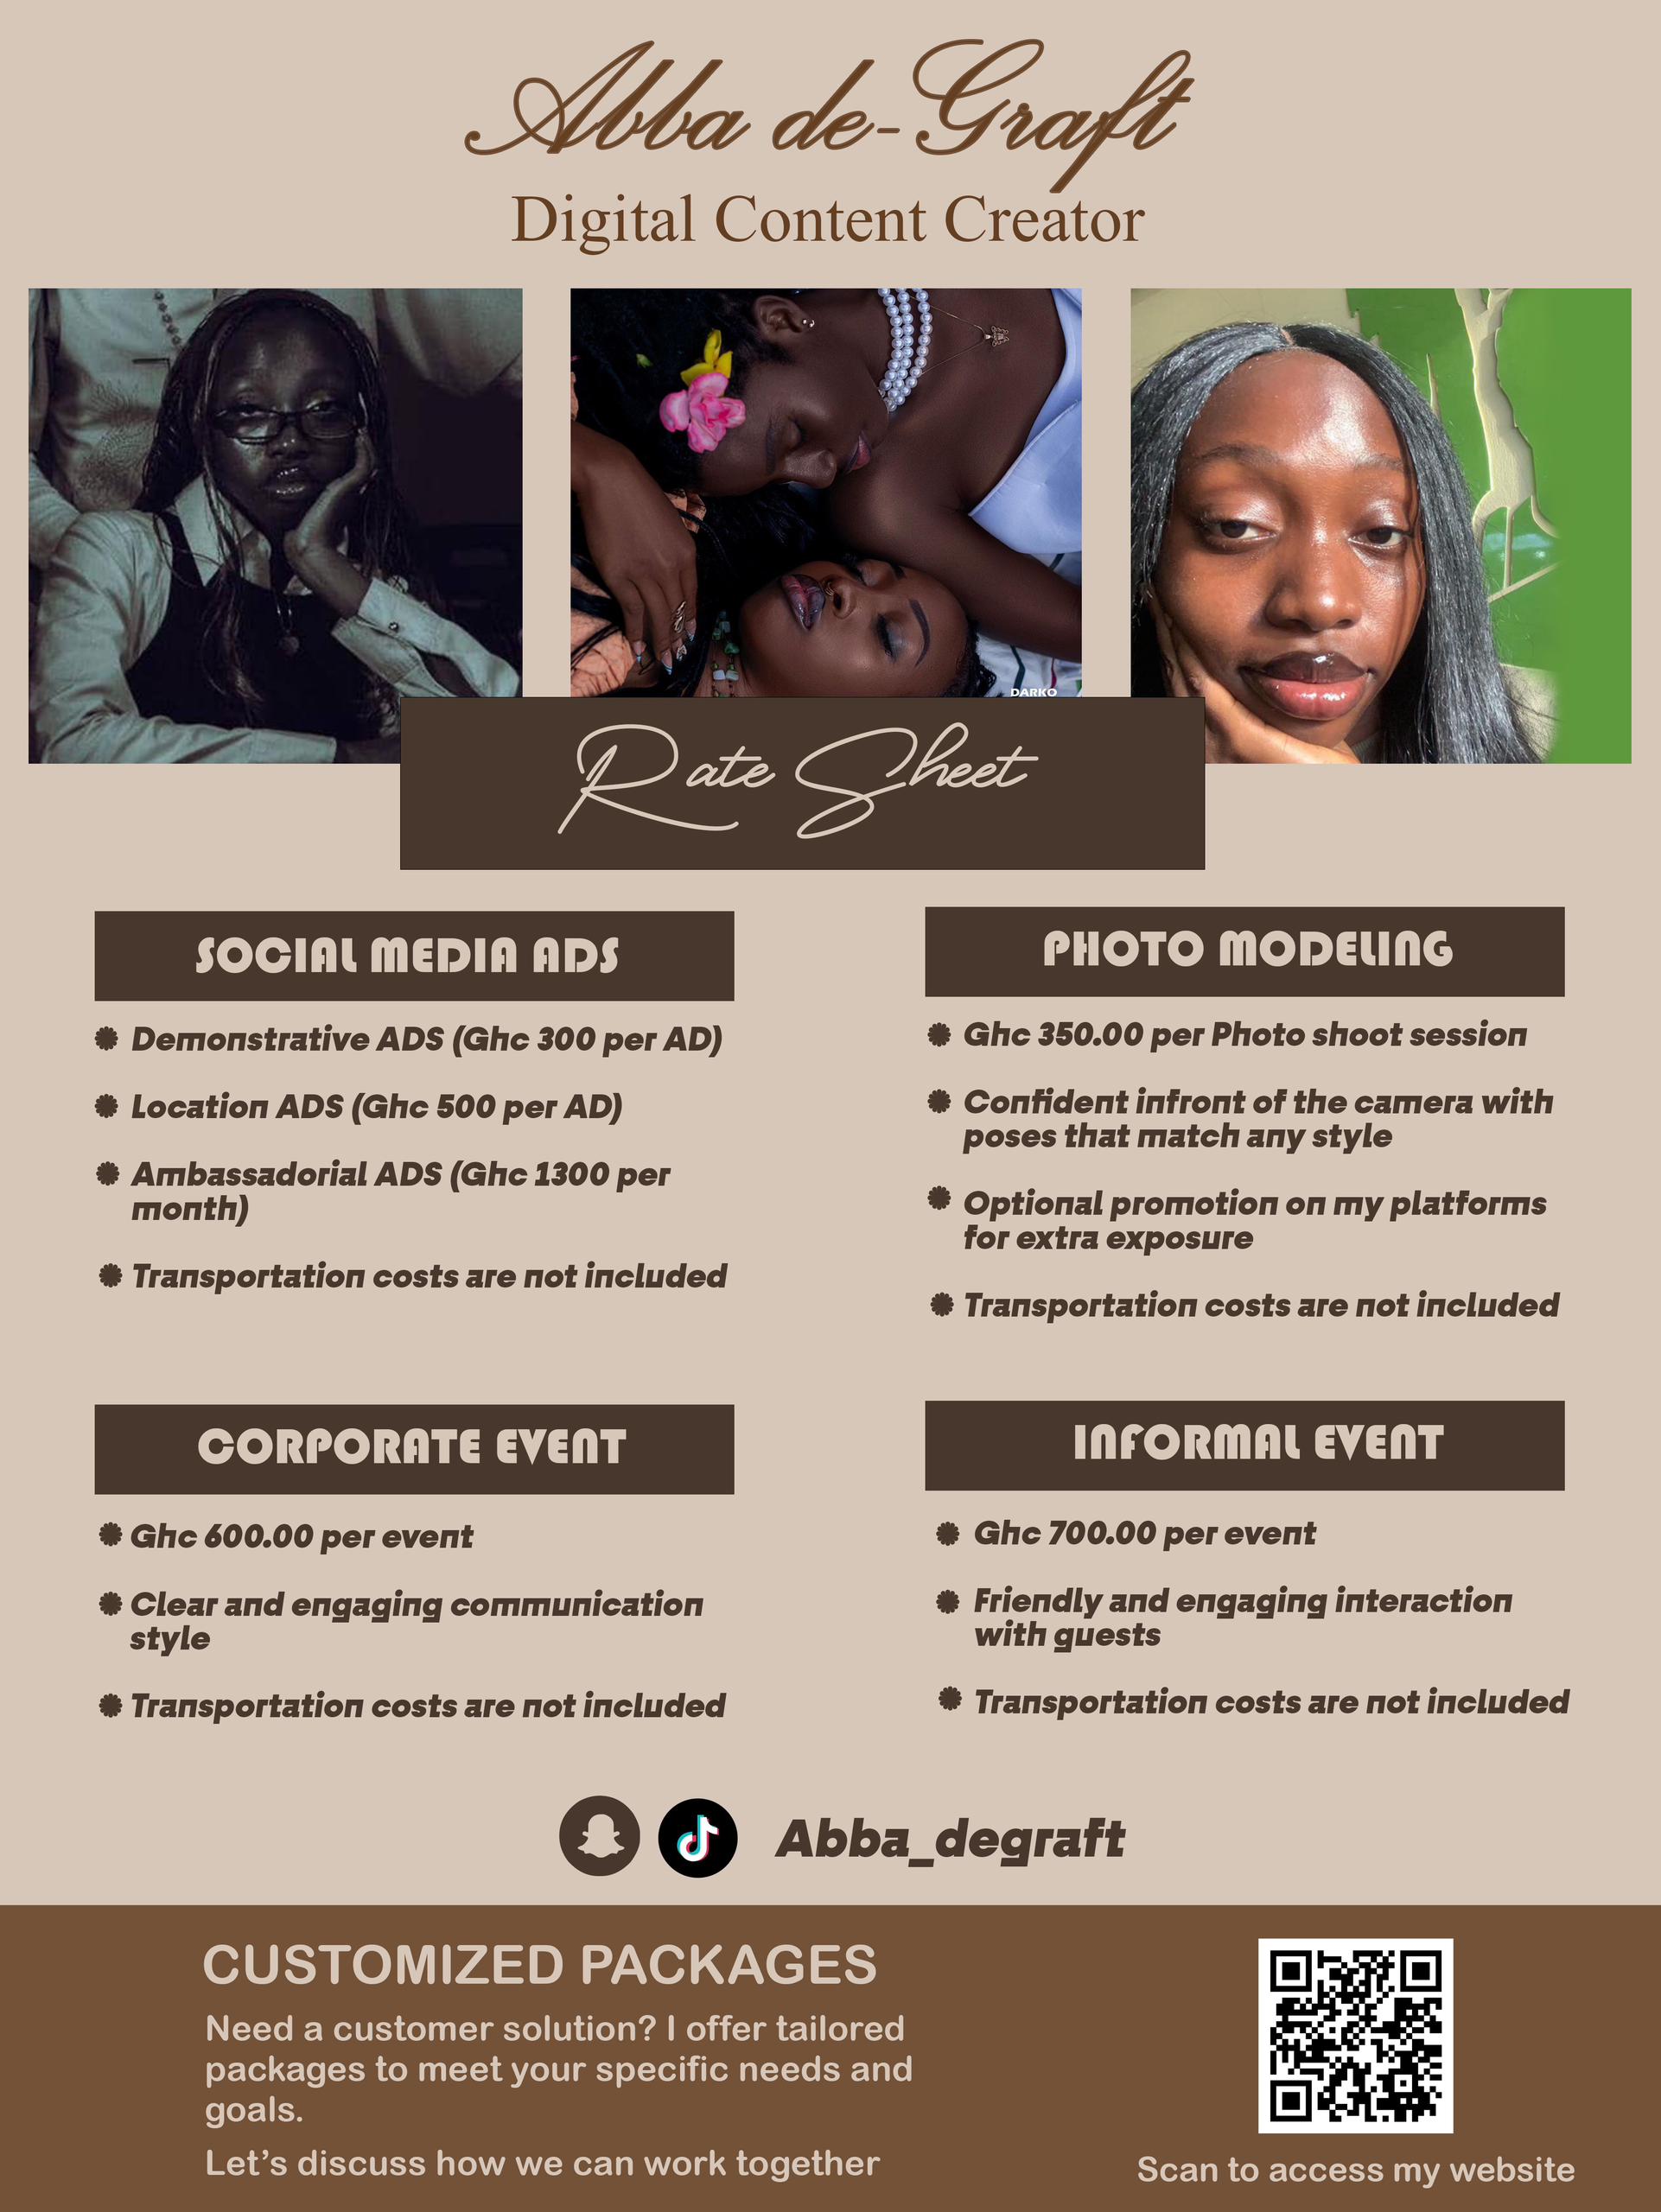 Abba de-Graft
Digital Content Creator
DARKO
Rate Sheet
SOCIAL MEDIA ADS
Demonstrative ADS (Ghc 300 per AD)
Location ADS (Ghc 500 per AD)
Ambassadorial ADS (Ghc 1300 per
month)
Transportation costs are not included
PHOTO MODELING
Ghc 350.00 per Photo shoot session
Confident infront of the camera with
poses that match any style
Optional promotion on my platforms
for extra exposure
Transportation costs are not included
CORPORATE EVENT
Ghc 600.00 per event
Clear and engaging communication
style
Transportation costs are not included
INFORMAL EVENT
Ghc 700.00 per event
Friendly and engaging interaction
with guests
Transportation costs are not included
Abba_degraft
CUSTOMIZED PACKAGES
Need a customer solution? I offer tailored
packages to meet your specific needs and
goals.
Let’s discuss how we can work together
Scan to access my website